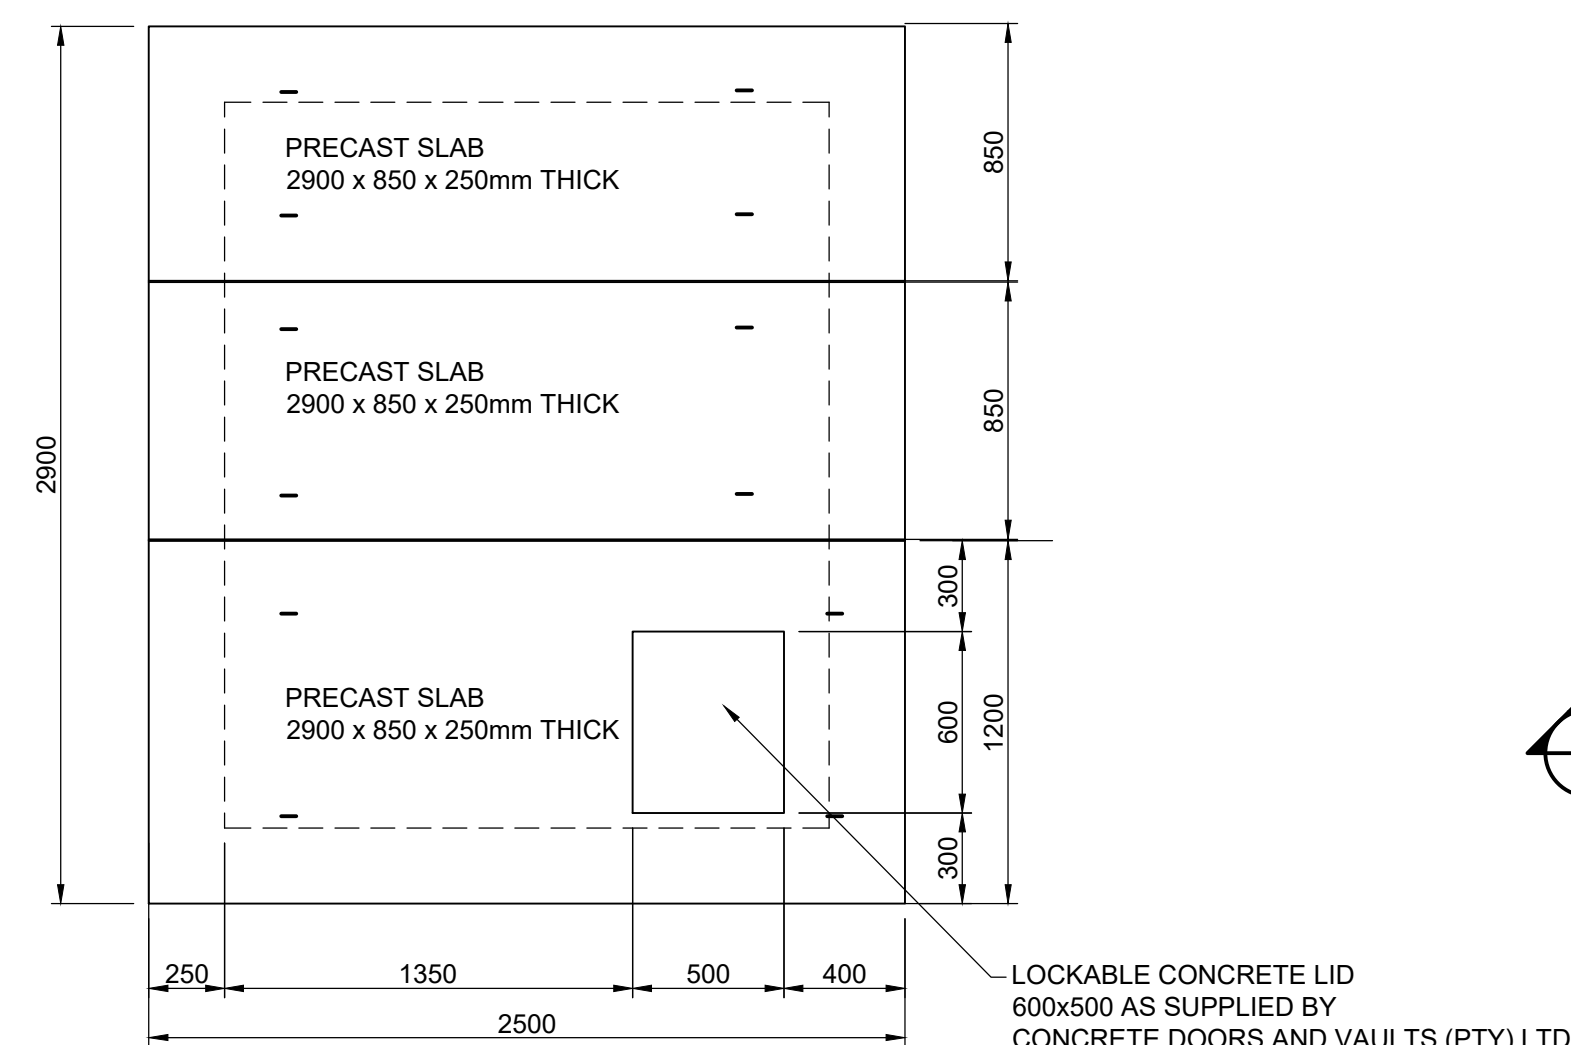 PRECAST SLAB
2900 x 850 x 250mm THICK
850
PRECAST SLAB
2900 x 850 x 250mm THICK
850
2900
300
PRECAST SLAB
2900 x 850 x 250mm THICK
600
1200
300
250
1350
500
400
2500
LOCKABLE CONCRETE LID
600x500 AS SUPPLIED BY
CONCRETE DOORS AND VAULTS (PTY) LTD